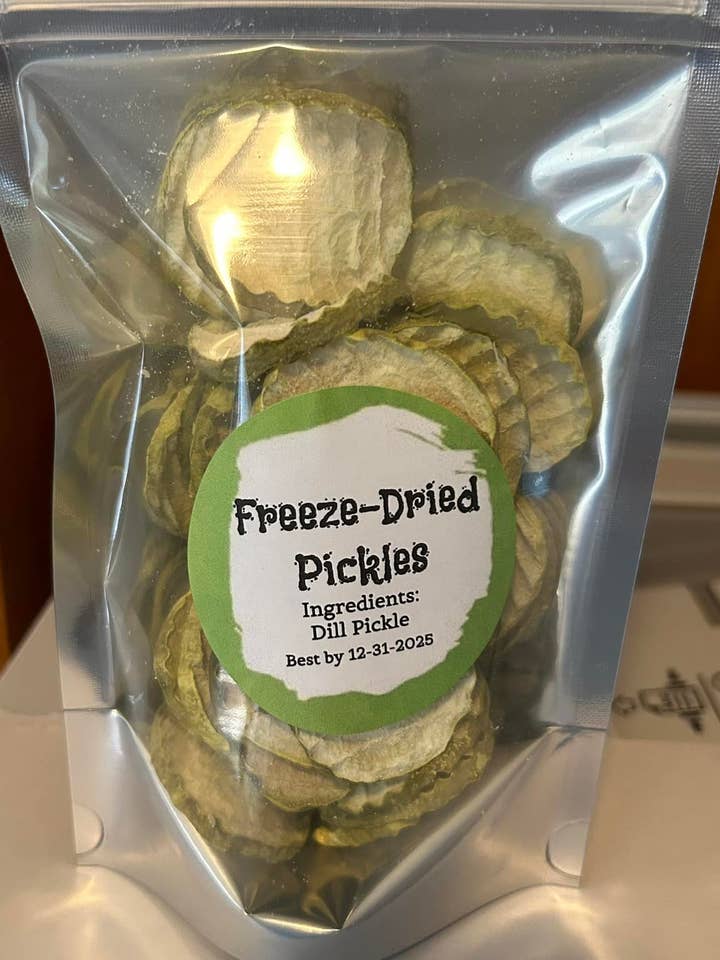 Freeze-Dried
Pickles
Ingredients:
Dill Pickle
Best by 12-31-2025